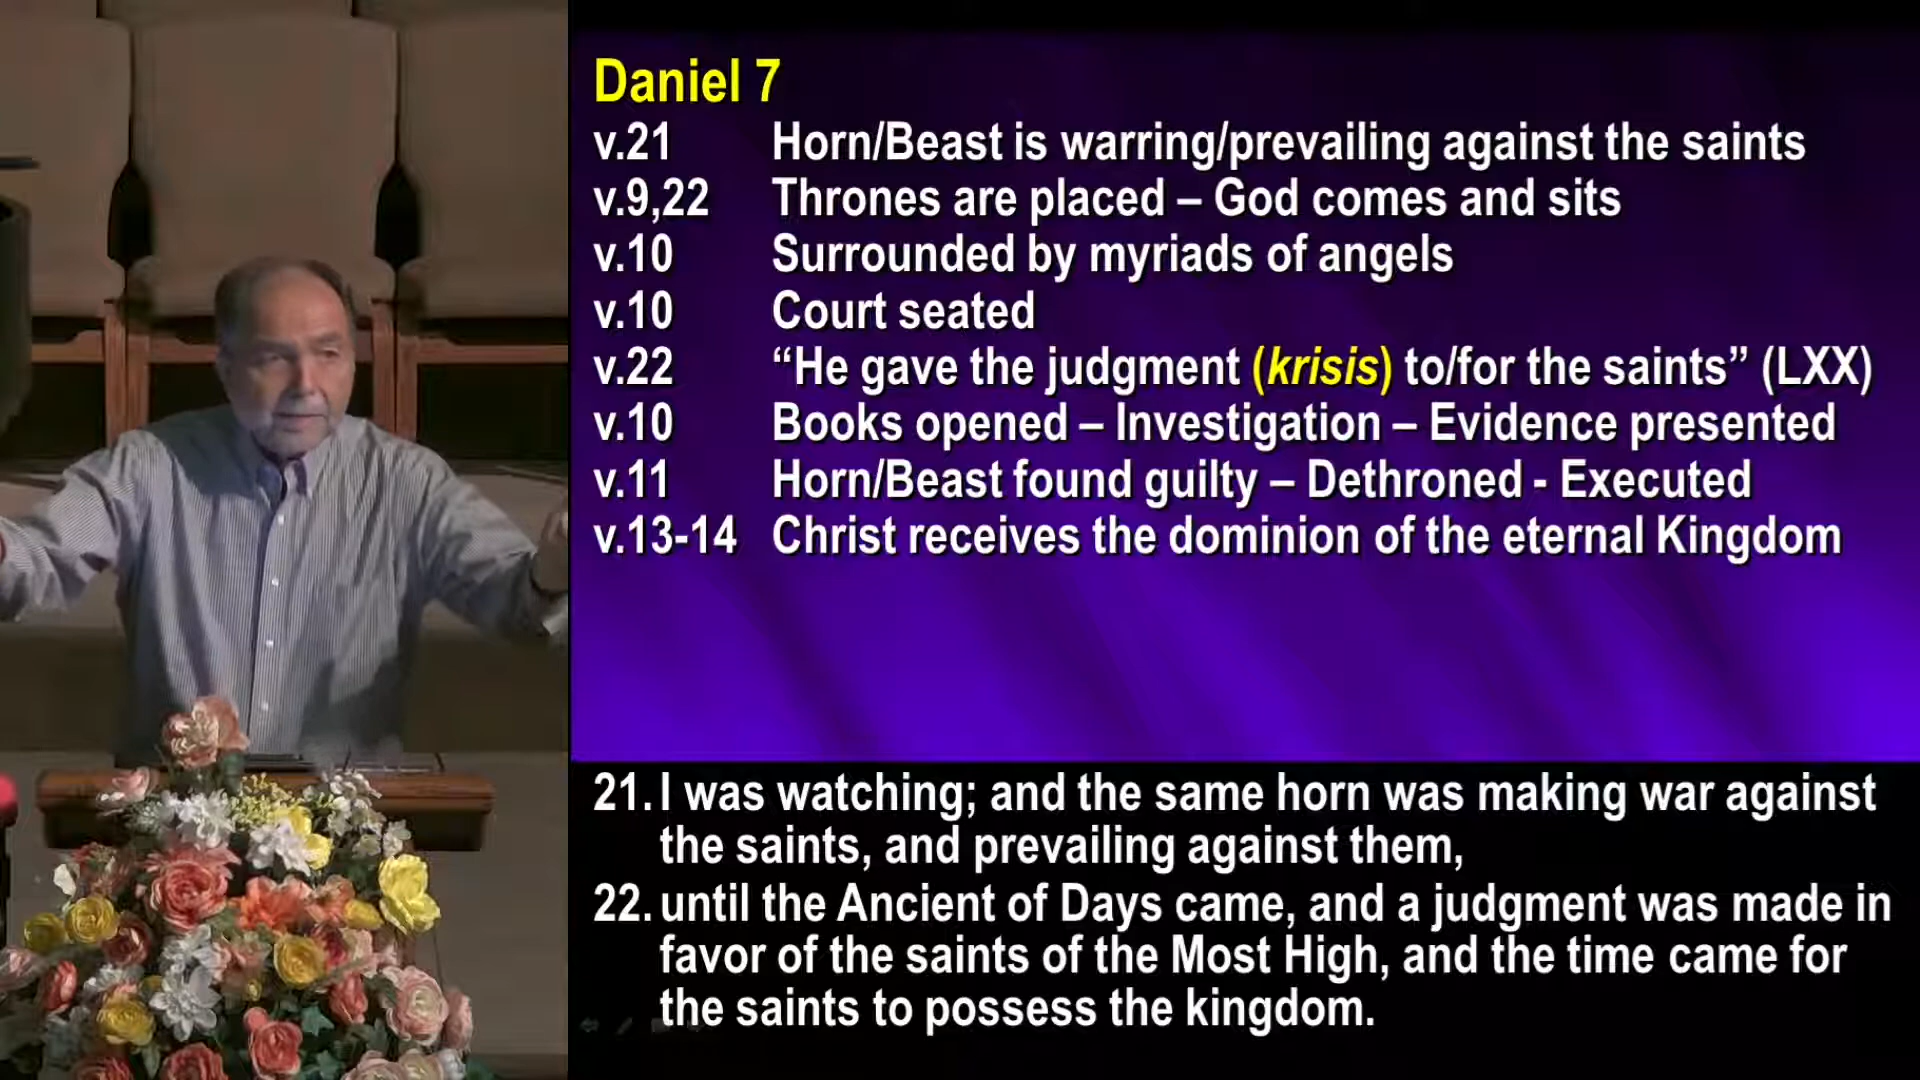 Daniel 7
v.21 Horn/Beast is warring/prevailing against the saints
v.9,22 Thrones are placed – God comes and sits
v.10 Surrounded by myriads of angels
v.10 Court seated
v.22 “He gave the judgment (krisis) to/for the saints” (LXX)
v.10 Books opened – Investigation – Evidence presented
v.11 Horn/Beast found guilty – Dethroned - Executed
v.13-14 Christ receives the dominion of the eternal Kingdom
21. I was watching; and the same horn was making war against
the saints, and prevailing against them,
22. until the Ancient of Days came, and a judgment was made in
favor of the saints of the Most High, and the time came for
the saints to possess the kingdom.